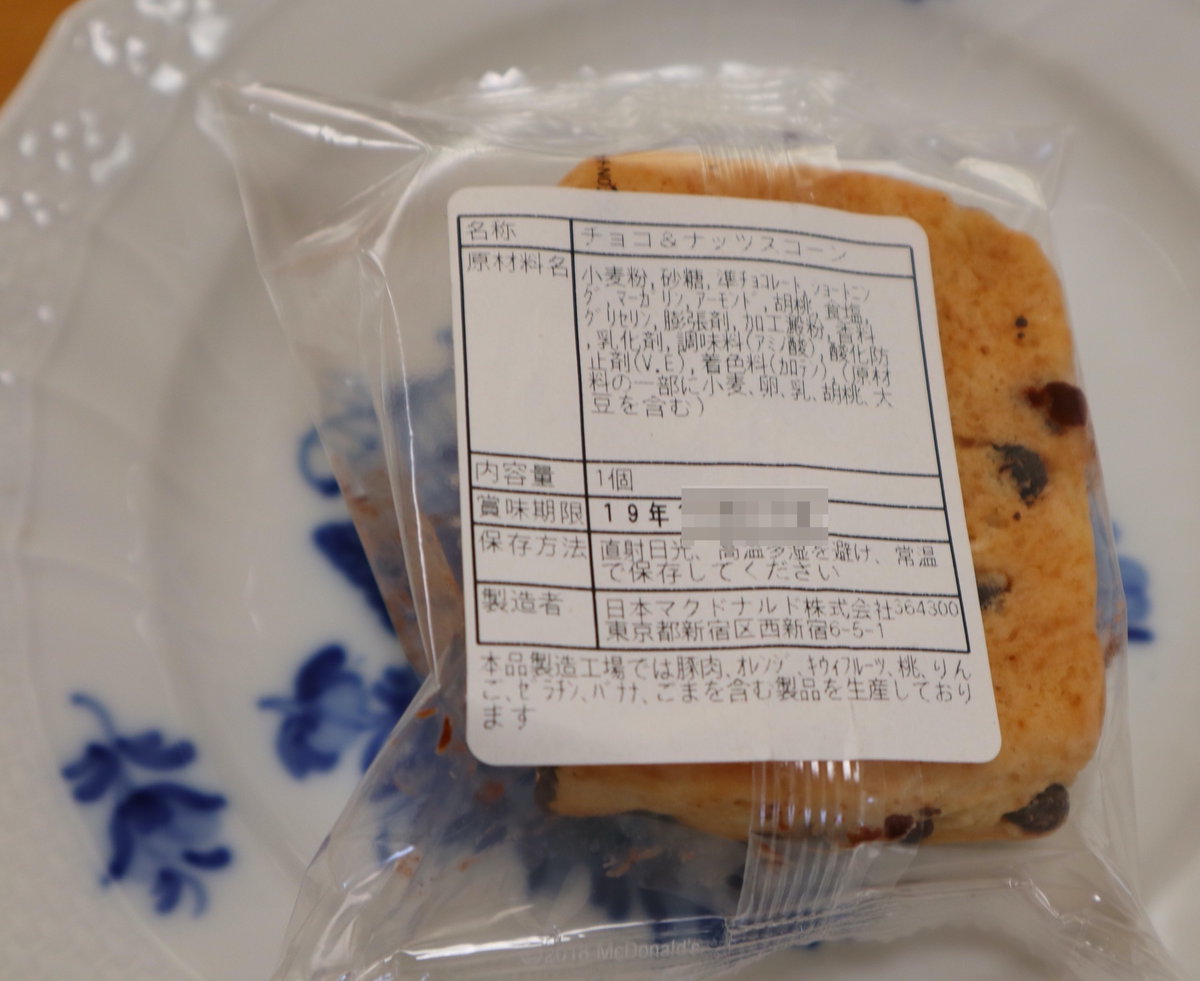 名称 チョコ&ナッツスコーン
原材料名 小麦粉,砂糖,準チョコレート,ショートニン
グ,マーガリン,アーモンド,胡桃,食塩,
グリセリン,膨張剤,加工澱粉,香料
,乳化剤,調味料(アミノ酸),酸化防
止剤(V.E),着色料(カロテン),(原材
料の一部に小麦、卵、乳、胡桃、大
豆を含む)
内容量 1個
賞味期限 19年
保存方法 直射日光、高温多湿を避け、常温
で保存してください
製造者 日本マクドナルド株式会社364300
東京都新宿区西新宿6-5-1
本品製造工場では豚肉、オレンジ、キウィフルーツ、桃、りん
ご、ゼラチン、バナナ、ごまを含む製品を生産しており
ます
©2018 McDonald's